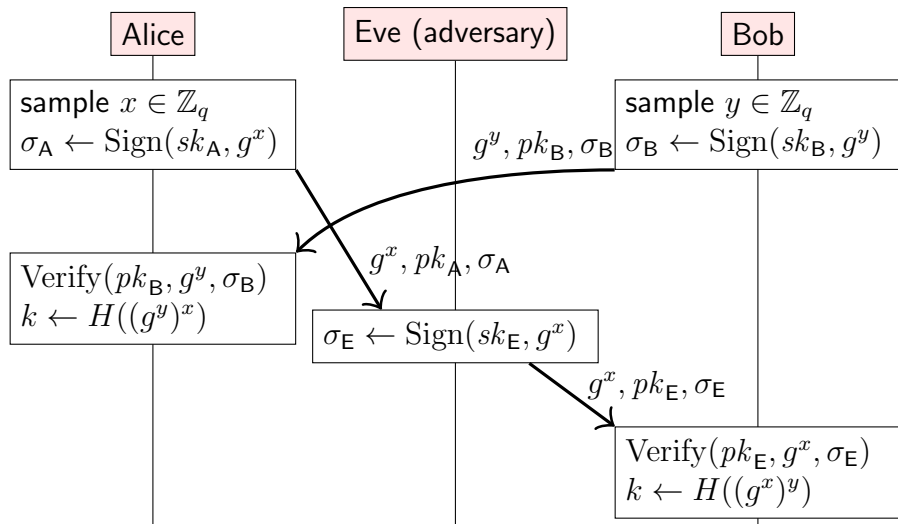 Alice
Eve (adversary)
Bob
sample x ∈ ℤ_q
σ_A ← Sign(sk_A, g^x)
sample y ∈ ℤ_q
σ_B ← Sign(sk_B, g^y)
g^y, pk_B, σ_B
g^x, pk_A, σ_A
Verify(pk_B, g^y, σ_B)
k ← H((g^y)^x)
σ_E ← Sign(sk_E, g^x)
g^x, pk_E, σ_E
Verify(pk_E, g^x, σ_E)
k ← H((g^x)^y)